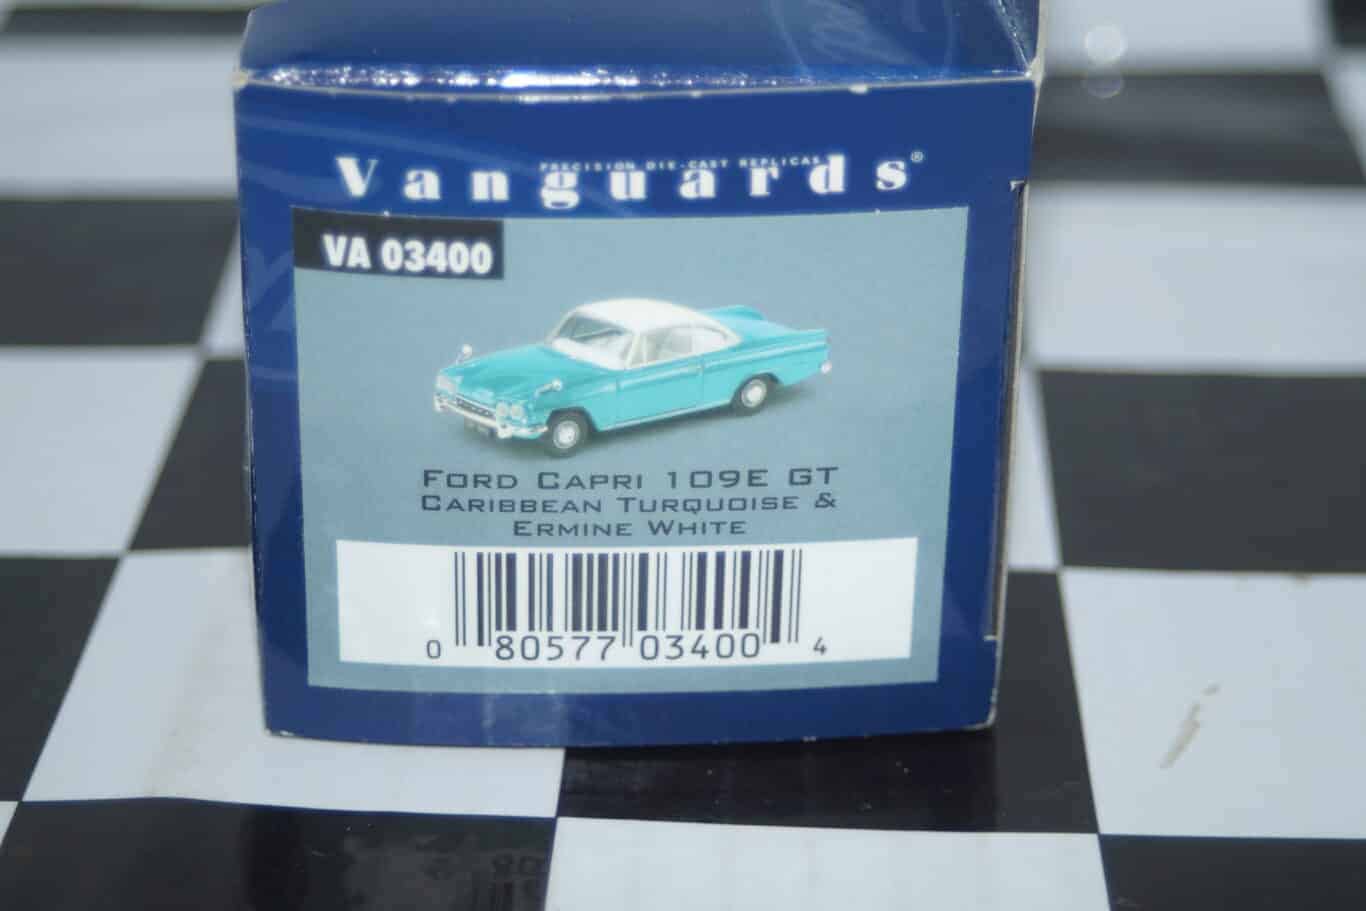 PRECISION DIE-CAST REPLICAS
Vanguards®
VA 03400
FORD CAPRI 109E GT
CARIBBEAN TURQUOISE &
ERMINE WHITE
0 80577 03400 4